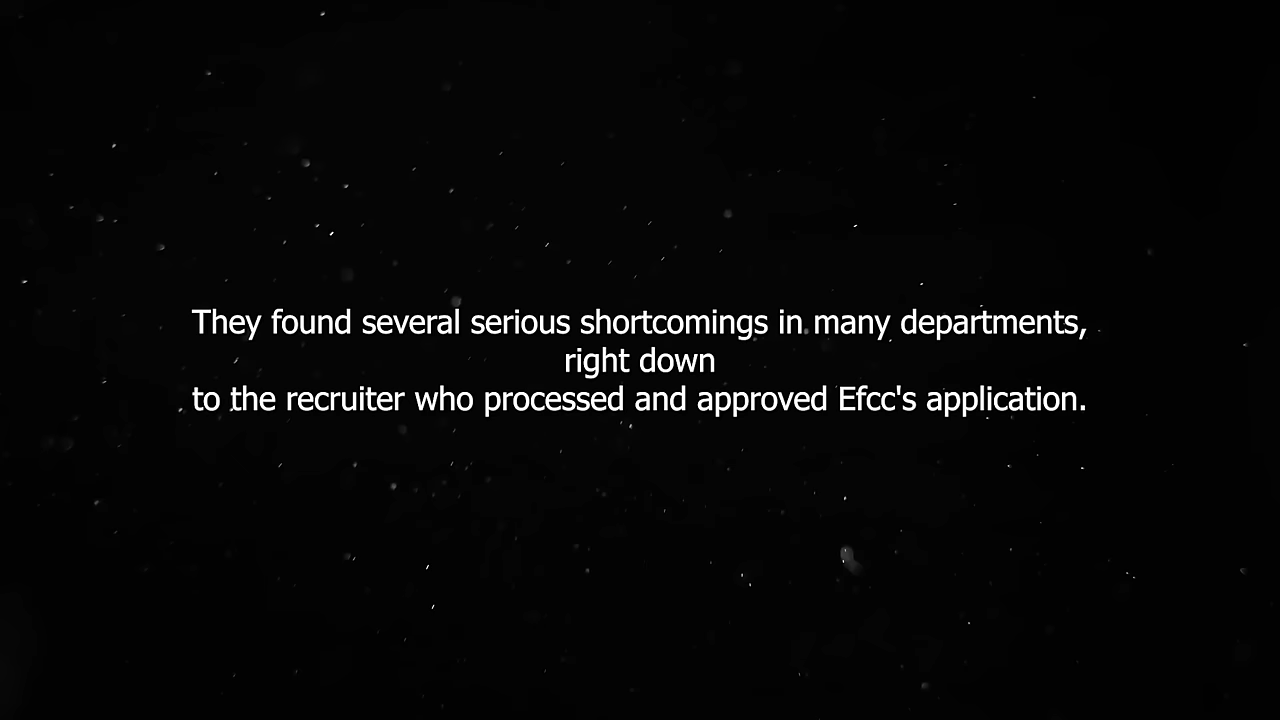 They found several serious shortcomings in many departments,
right down
to the recruiter who processed and approved Efcc's application.